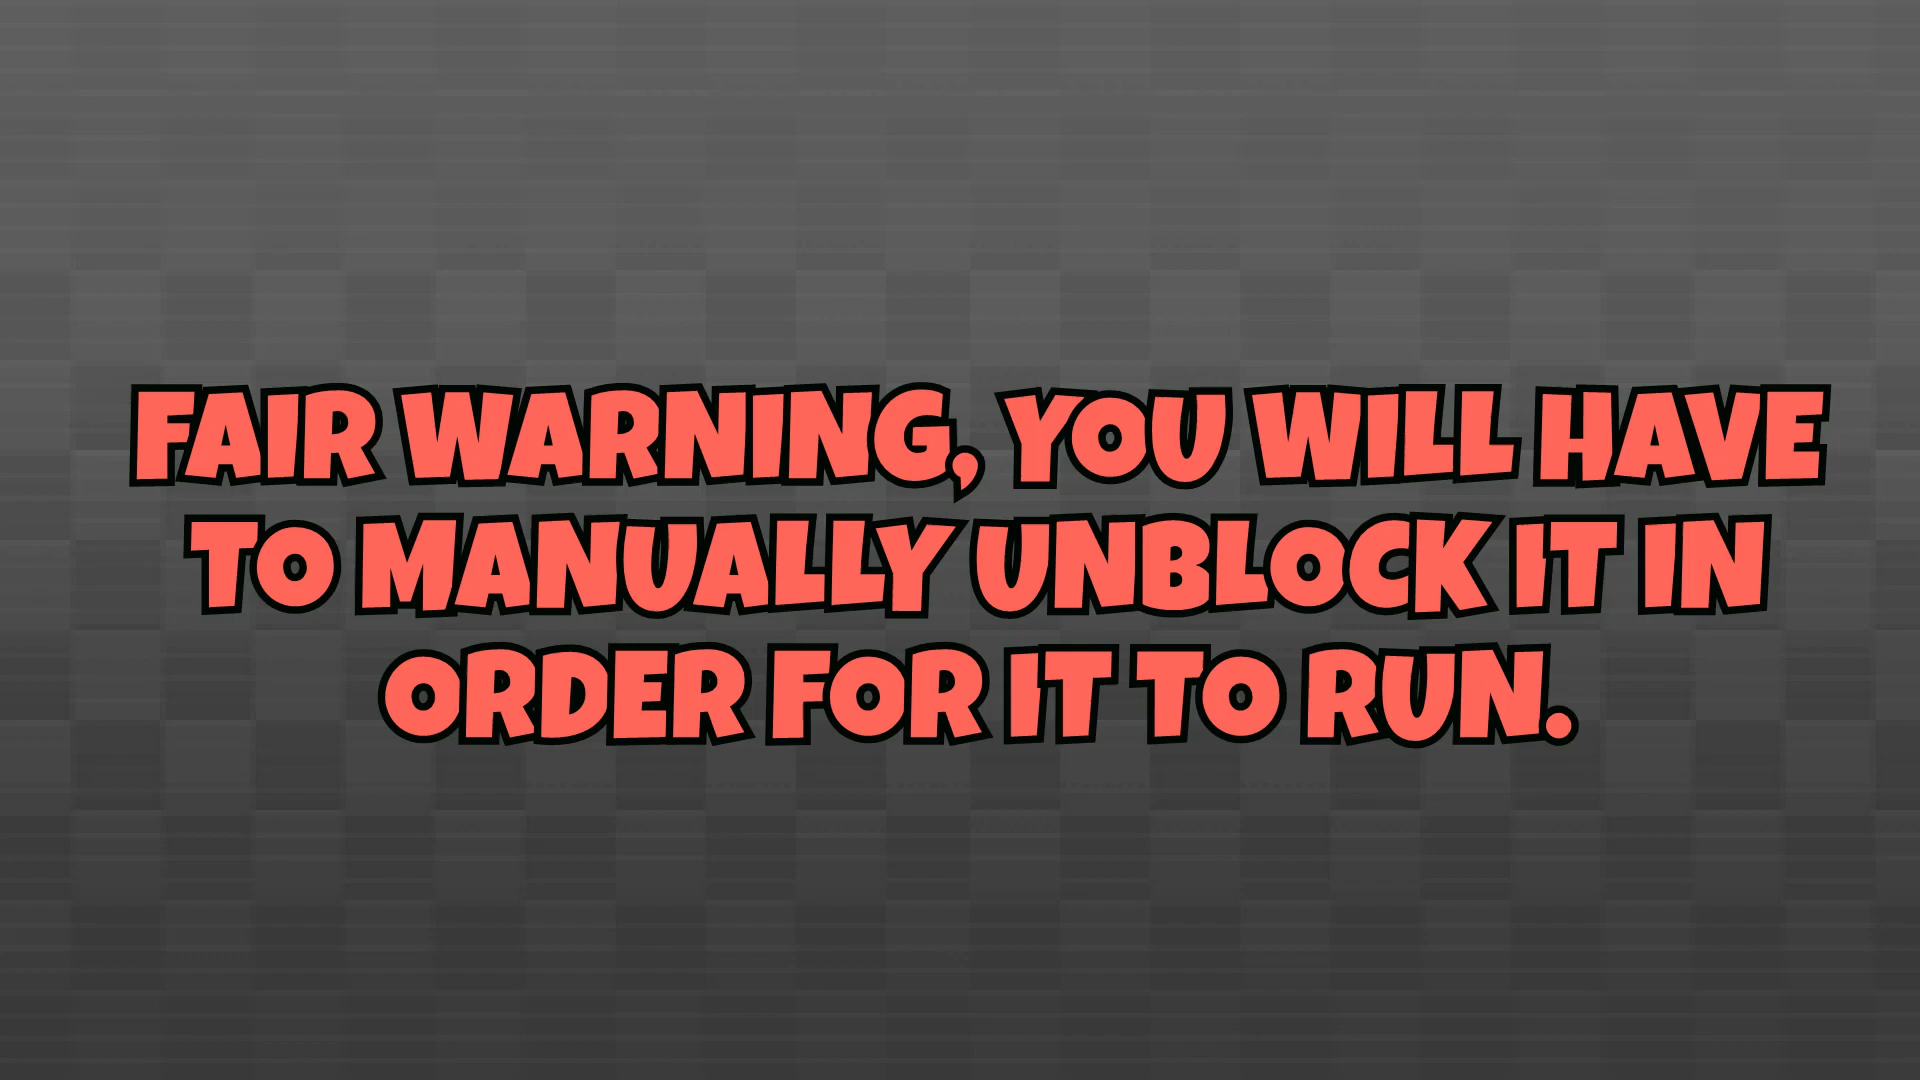 FAIR WARNING, YOU WILL HAVE
TO MANUALLY UNBLOCK IT IN
ORDER FOR IT TO RUN.